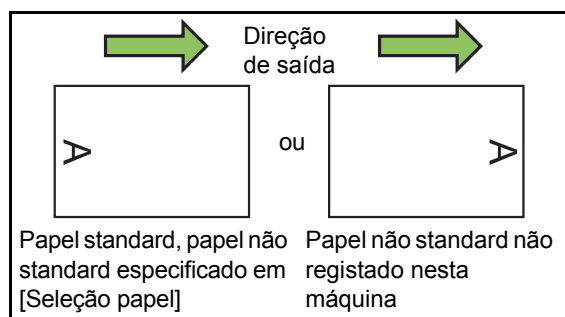 Direção
de saída
A
ou
A
Papel standard, papel não
standard especificado em
[Seleção papel]
Papel não standard não
registado nesta
máquina